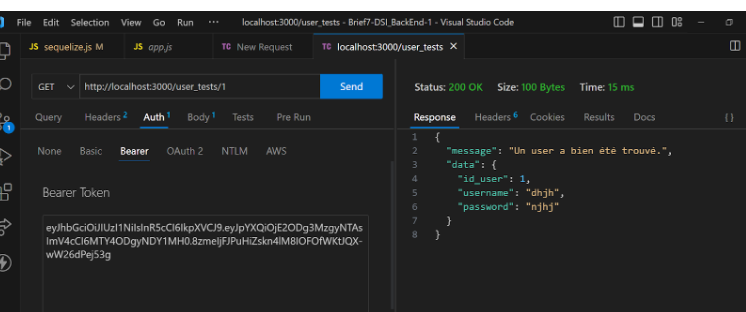 File Edit Selection View Go Run ··· localhost:3000/user_tests - Brief7-DSI_BackEnd-1 - Visual Studio Code
JS sequelize.js M JS app.js TC New Request TC localhost:3000/user_tests ×
GET http://localhost:3000/user_tests/1 Send
Status: 200 OK Size: 100 Bytes Time: 15 ms
Query Headers 2 Auth 1 Body 1 Tests Pre Run
Response Headers 6 Cookies Results Docs {}
None Basic Bearer OAuth 2 NTLM AWS
Bearer Token
1 {
2 "message": "Un user a bien été trouvé.",
3 "data": {
4 "id_user": 1,
5 "username": "dhjh",
6 "password": "njhj"
7 }
8 }
1